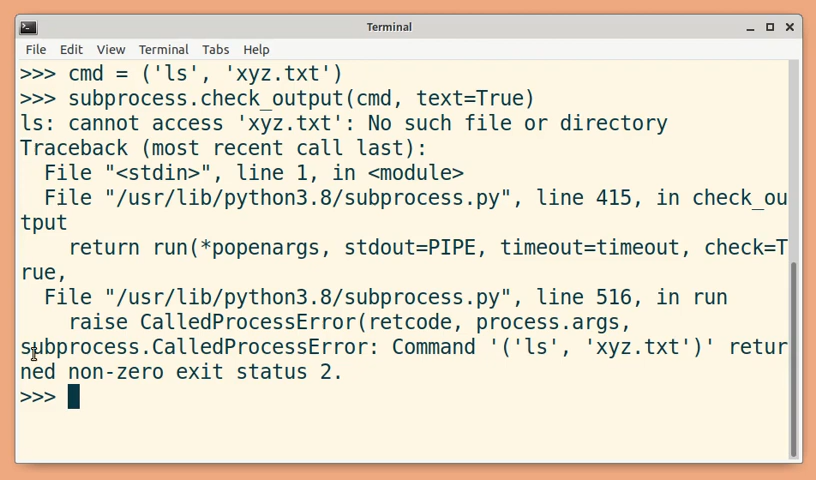 Terminal
File Edit View Terminal Tabs Help
>>> cmd = ('ls', 'xyz.txt')
>>> subprocess.check_output(cmd, text=True)
ls: cannot access 'xyz.txt': No such file or directory
Traceback (most recent call last):
  File "<stdin>", line 1, in <module>
  File "/usr/lib/python3.8/subprocess.py", line 415, in check_ou
tput
    return run(*popenargs, stdout=PIPE, timeout=timeout, check=T
rue,
  File "/usr/lib/python3.8/subprocess.py", line 516, in run
    raise CalledProcessError(retcode, process.args,
subprocess.CalledProcessError: Command '('ls', 'xyz.txt')' retur
ned non-zero exit status 2.
>>>